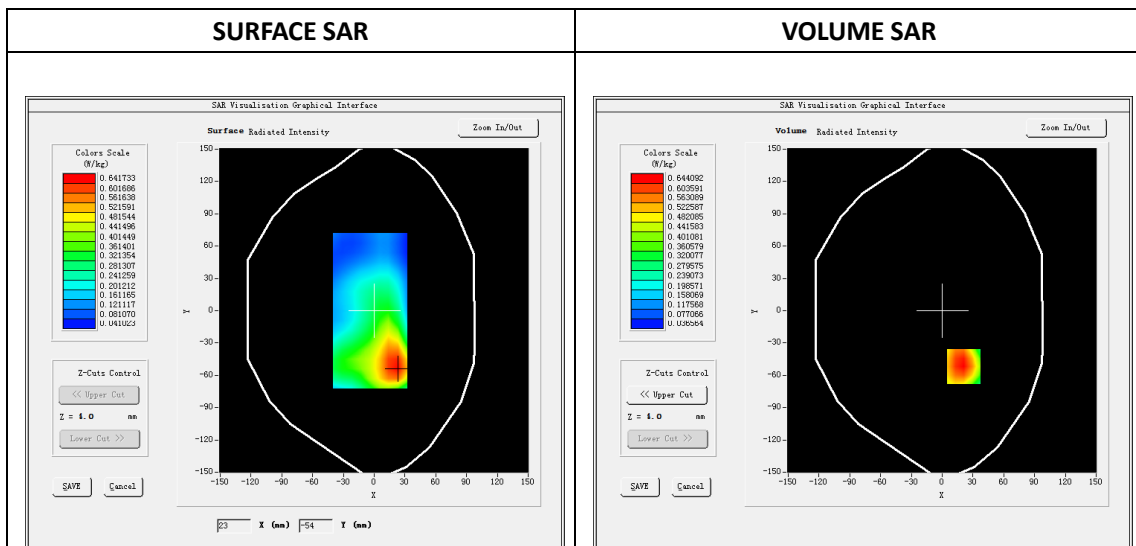 SURFACE SAR
VOLUME SAR
SAR Visualisation Graphical Interface
Surface Radiated Intensity
Zoom In/Out
Colors Scale
(W/kg)
0.641733
0.601686
0.561638
0.521591
0.481544
0.441496
0.401449
0.361401
0.321354
0.281307
0.241259
0.201212
0.161165
0.121117
0.081070
0.041023
150
120
90
60
30
0
-30
-60
-90
-120
-150
Y
-150 -120 -90 -60 -30 0 30 60 90 120 150
X
Z-Cuts Control
<< Upper Cut
Z = 4.0 mm
Lower Cut >>
SAVE Cancel
23 X (mm) -54 Y (mm)
SAR Visualisation Graphical Interface
Volume Radiated Intensity
Zoom In/Out
Colors Scale
(W/kg)
0.644092
0.603591
0.563089
0.522587
0.482085
0.441583
0.401081
0.360579
0.320077
0.279575
0.239073
0.198571
0.158069
0.117568
0.077066
0.036564
150
120
90
60
30
0
-30
-60
-90
-120
-150
Y
-150 -120 -90 -60 -30 0 30 60 90 120 150
X
Z-Cuts Control
<< Upper Cut
Z = 4.0 mm
Lower Cut >>
SAVE Cancel